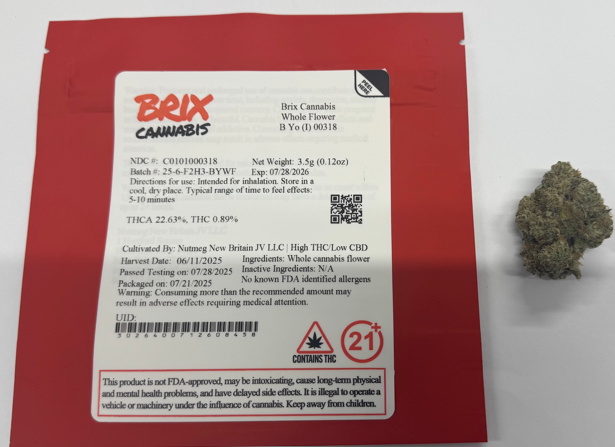 PEEL HERE
BRIX
CANNABIS
Brix Cannabis
Whole Flower
B Yo (I) 00318
NDC #: C0101000318 Net Weight: 3.5g (0.12oz)
Batch #: 25-6-F2H3-BYWF Exp: 07/28/2026
Directions for use: Intended for inhalation. Store in a
cool, dry place. Typical range of time to feel effects:
5-10 minutes
THCA 22.63%, THC 0.89%
Cultivated By: Nutmeg New Britain JV LLC | High THC/Low CBD
Harvest Date: 06/11/2025 Ingredients: Whole cannabis flower
Passed Testing on: 07/28/2025 Inactive Ingredients: N/A
Packaged on: 07/21/2025 No known FDA identified allergens
Warning: Consuming more than the recommended amount may
result in adverse effects requiring medical attention.
UID:
3026400712608438
CONTAINS THC
21+
This product is not FDA-approved, may be intoxicating, cause long-term physical
and mental health problems, and have delayed side effects. It is illegal to operate a
vehicle or machinery under the influence of cannabis. Keep away from children.